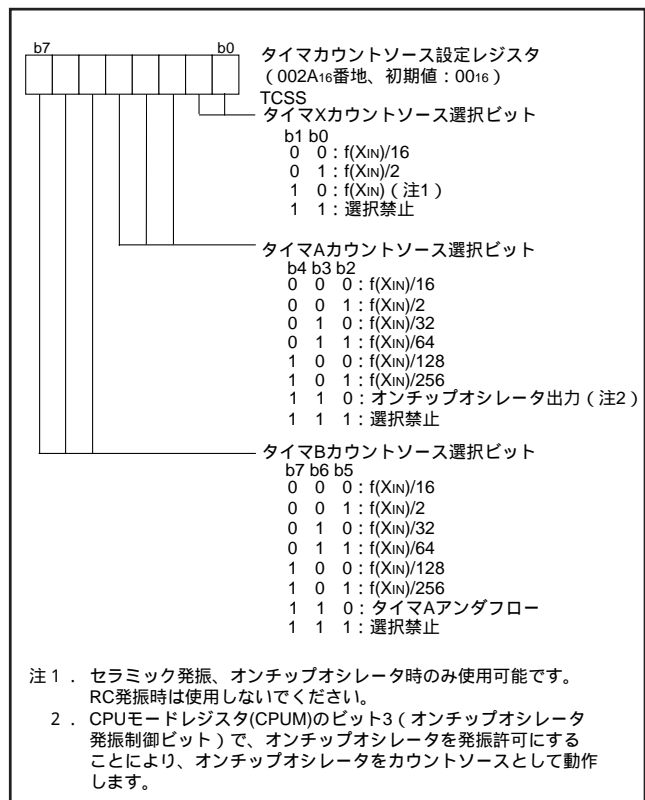 b7 b0
タイマカウントソース設定レジスタ
（002A16番地、初期値：0016）
TCSS
タイマXカウントソース選択ビット
b1 b0
0 0：f(XIN)/16
0 1：f(XIN)/2
1 0：f(XIN)（注1）
1 1：選択禁止
タイマAカウントソース選択ビット
b4 b3 b2
0 0 0：f(XIN)/16
0 0 1：f(XIN)/2
0 1 0：f(XIN)/32
0 1 1：f(XIN)/64
1 0 0：f(XIN)/128
1 0 1：f(XIN)/256
1 1 0：オンチップオシレータ出力（注2）
1 1 1：選択禁止
タイマBカウントソース選択ビット
b7 b6 b5
0 0 0：f(XIN)/16
0 0 1：f(XIN)/2
0 1 0：f(XIN)/32
0 1 1：f(XIN)/64
1 0 0：f(XIN)/128
1 0 1：f(XIN)/256
1 1 0：タイマAアンダフロー
1 1 1：選択禁止
注1．セラミック発振、オンチップオシレータ時のみ使用可能です。
RC発振時は使用しないでください。
2．CPUモードレジスタ(CPUM)のビット3（オンチップオシレータ
発振制御ビット）で、オンチップオシレータを発振許可にする
ことにより、オンチップオシレータをカウントソースとして動作
します。